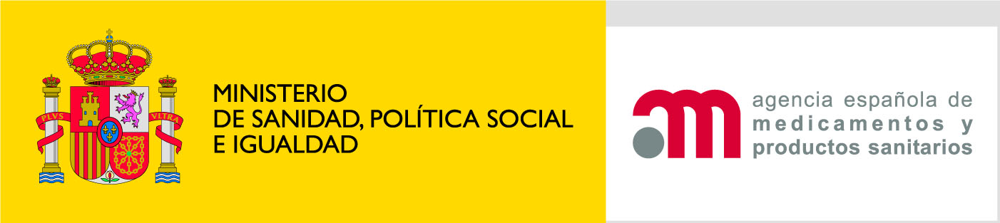 PLVS VLTRA
MINISTERIO
DE SANIDAD, POLÍTICA SOCIAL
E IGUALDAD
agencia española de
medicamentos y
productos sanitarios